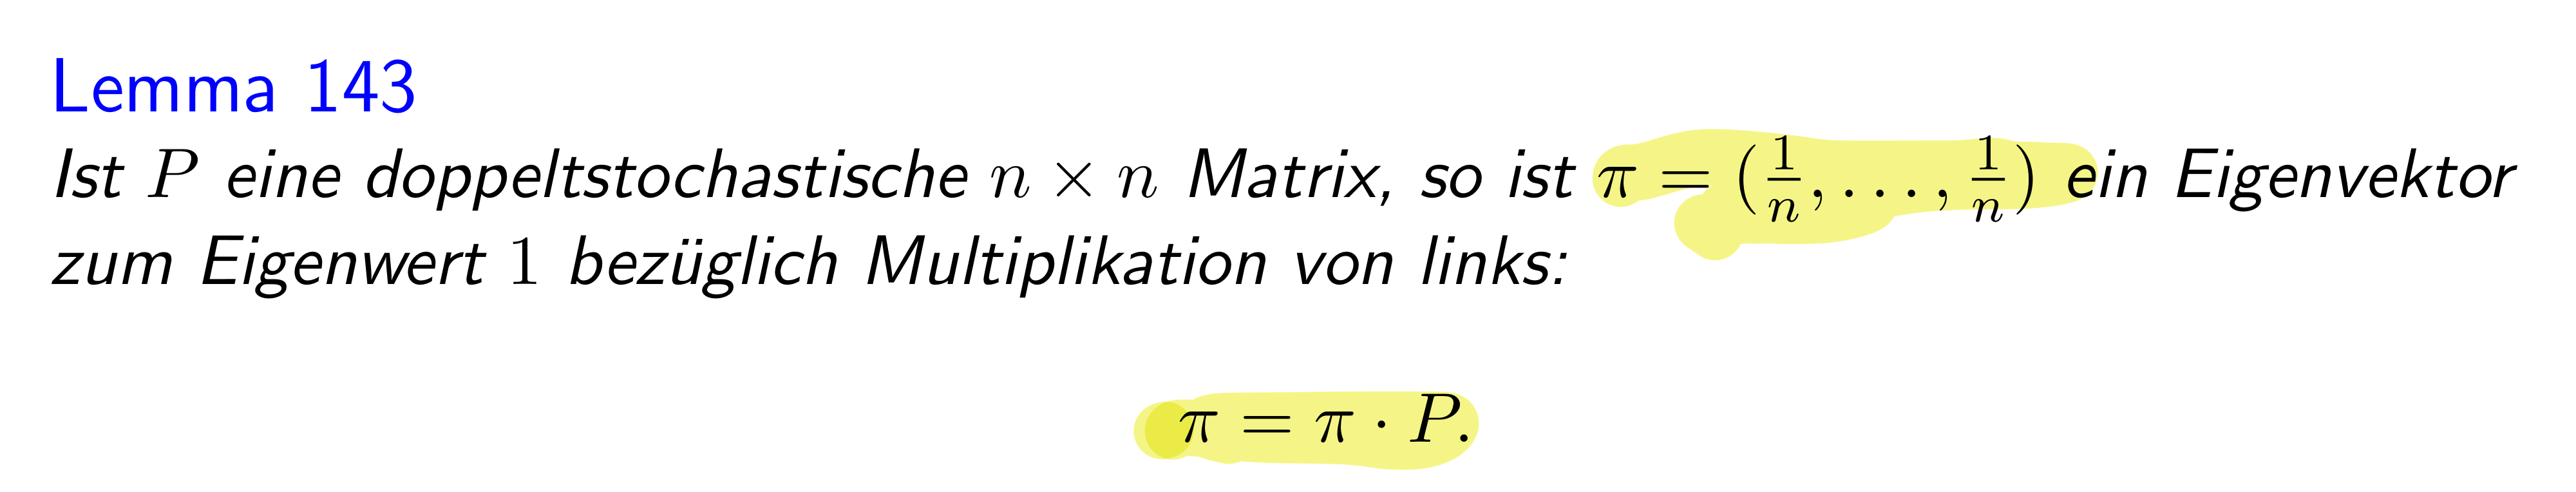 Lemma 143
Ist P eine doppeltstochastische n × n Matrix, so ist π = (1/n, . . . , 1/n) ein Eigenvektor
zum Eigenwert 1 bezüglich Multiplikation von links:
π = π · P.